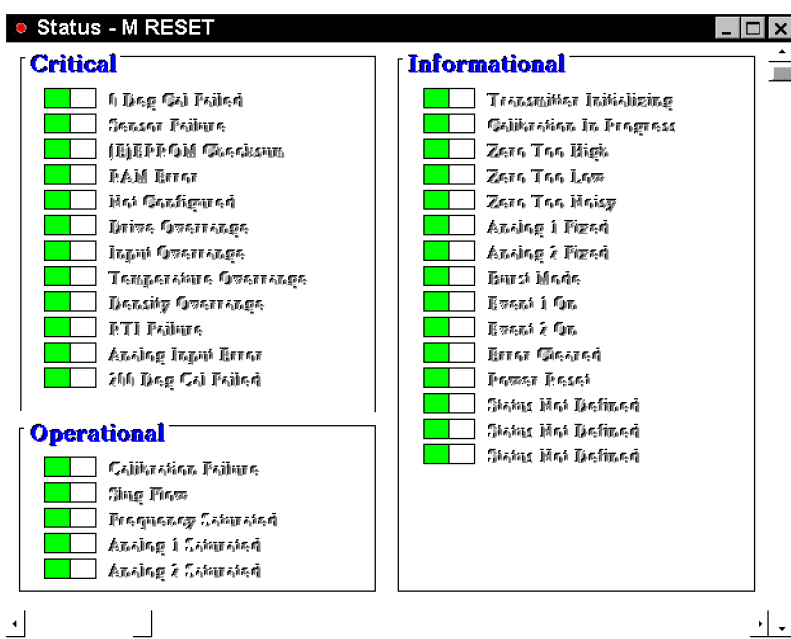 Status - M RESET
Critical
0 Deg Cal Failed
Sensor Failure
(E)EPROM Checksum
RAM Error
Not Configured
Drive Overrange
Input Overrange
Temperature Overrange
Density Overrange
RTI Failure
Analog Input Error
200 Deg Cal Failed
Operational
Calibration Failure
Slug Flow
Frequency Saturated
Analog 1 Saturated
Analog 2 Saturated
Informational
Transmitter Initializing
Calibration In Progress
Zero Too High
Zero Too Low
Zero Too Noisy
Analog 1 Fixed
Analog 2 Fixed
Burst Mode
Event 1 On
Event 2 On
Error Cleared
Power Reset
Status Not Defined
Status Not Defined
Status Not Defined